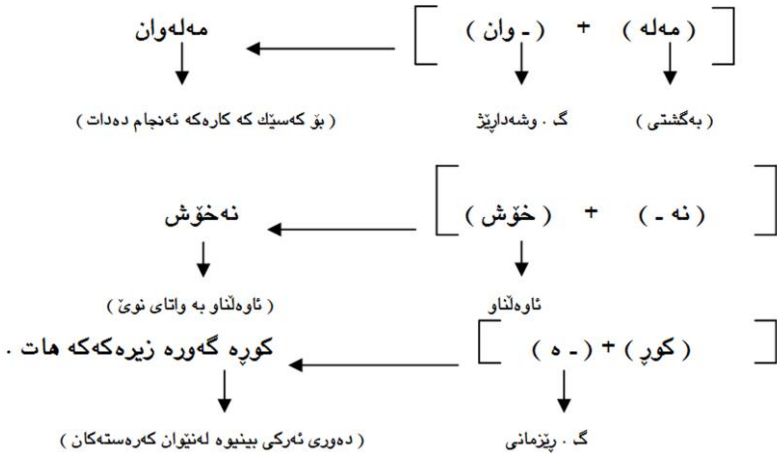 [ ( مەلە ) + ( ـ وان ) ] مەلەوان
( بەگشتی ) گ . وشەداڕێژ ( بۆ کەسێك کە کارەکە ئەنجام دەدات )
[ ( نە ـ ) + ( خۆش ) ] نەخۆش
ئاوەڵناو ( ئاوەڵناو بە واتای نوێ )
[ ( کوڕ ) + ( ـ ە ) ] کوڕە گەورە زیرەکەکە هات .
گ . ڕێزمانی ( دەوری ئەرکی بینیوە لەنێوان کەرەستەکان )